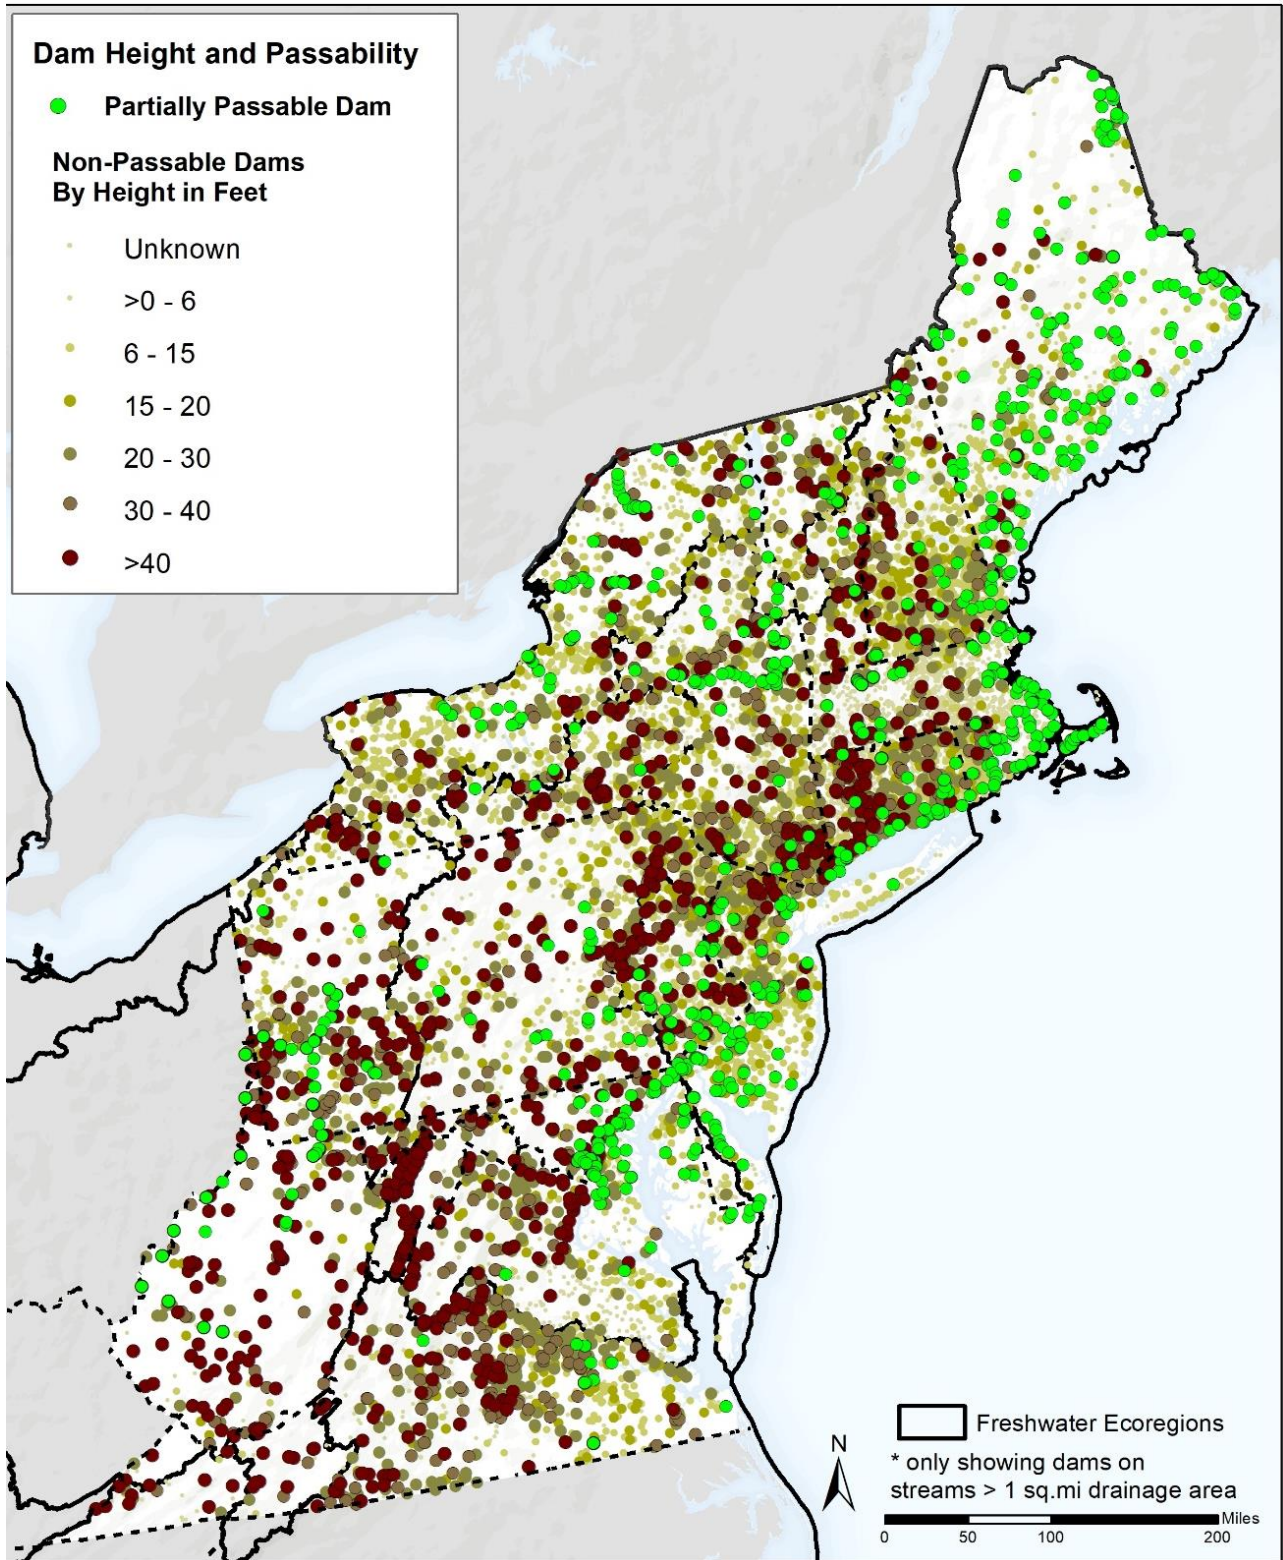 Dam Height and Passability
Partially Passable Dam
Non-Passable Dams
By Height in Feet
Unknown
>0 - 6
6 - 15
15 - 20
20 - 30
30 - 40
>40
Freshwater Ecoregions
* only showing dams on
streams > 1 sq.mi drainage area
N
Miles
0 50 100 200